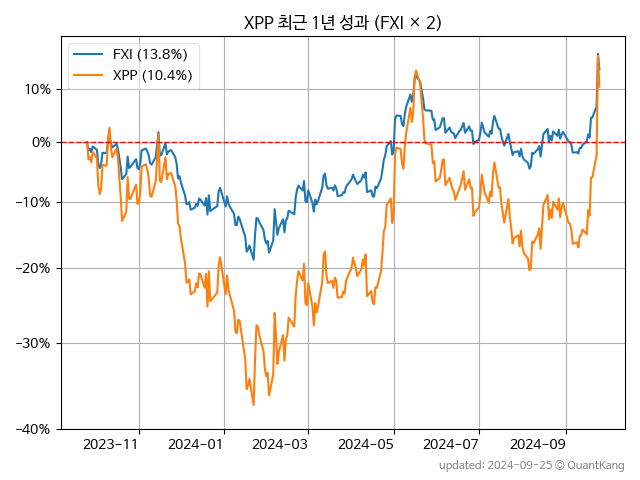 XPP 최근 1년 성과 (FXI × 2)
FXI (13.8%)
XPP (10.4%)
10%
0%
−10%
−20%
−30%
−40%
2023-11 2024-01 2024-03 2024-05 2024-07 2024-09
updated: 2024-09-25 © QuantKang